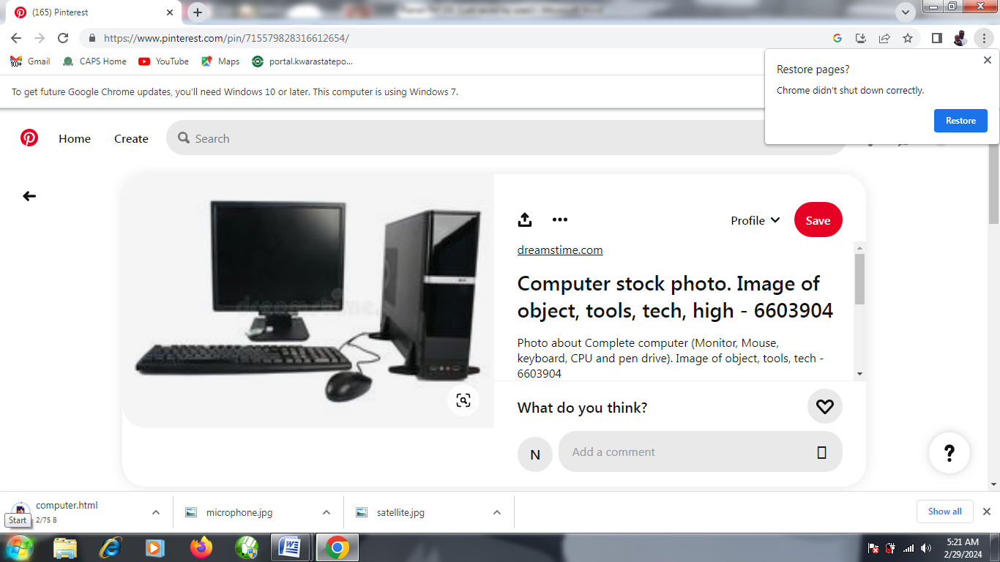 (165) Pinterest
https://www.pinterest.com/pin/715579828316612654/
100+ Gmail
CAPS Home
YouTube
Maps
portal.kwarastatepo...
To get future Google Chrome updates, you'll need Windows 10 or later. This computer is using Windows 7.
Restore pages?
Chrome didn't shut down correctly.
Restore
Home
Create
Search
Profile
Save
dreamstime.com
Computer stock photo. Image of
object, tools, tech, high - 6603904
Photo about Complete computer (Monitor, Mouse,
keyboard, CPU and pen drive). Image of object, tools, tech -
6603904
What do you think?
N
Add a comment
?
computer.html
2/75 B
Start
microphone.jpg
satellite.jpg
Show all
5:21 AM
2/29/2024